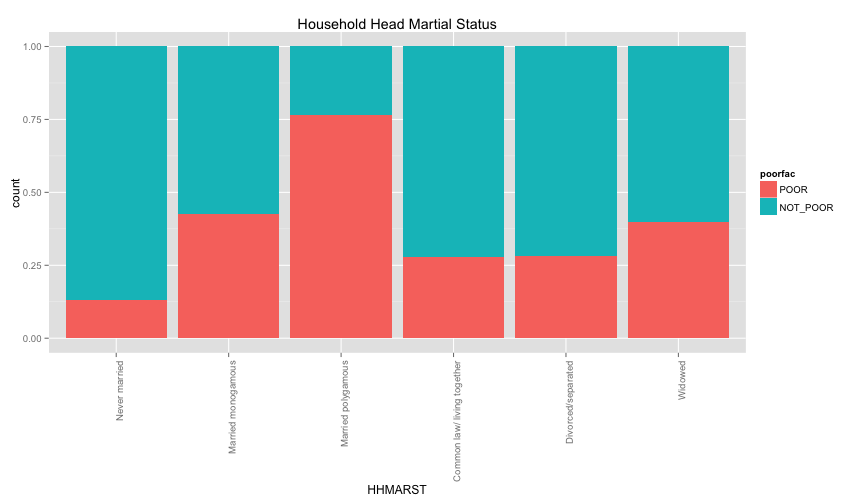 Household Head Martial Status
1.00
0.75
0.50
0.25
0.00
count
Never married
Married monogamous
Married polygamous
Common law/ living together
Divorced/separated
Widowed
HHMARST
poorfac
POOR
NOT_POOR